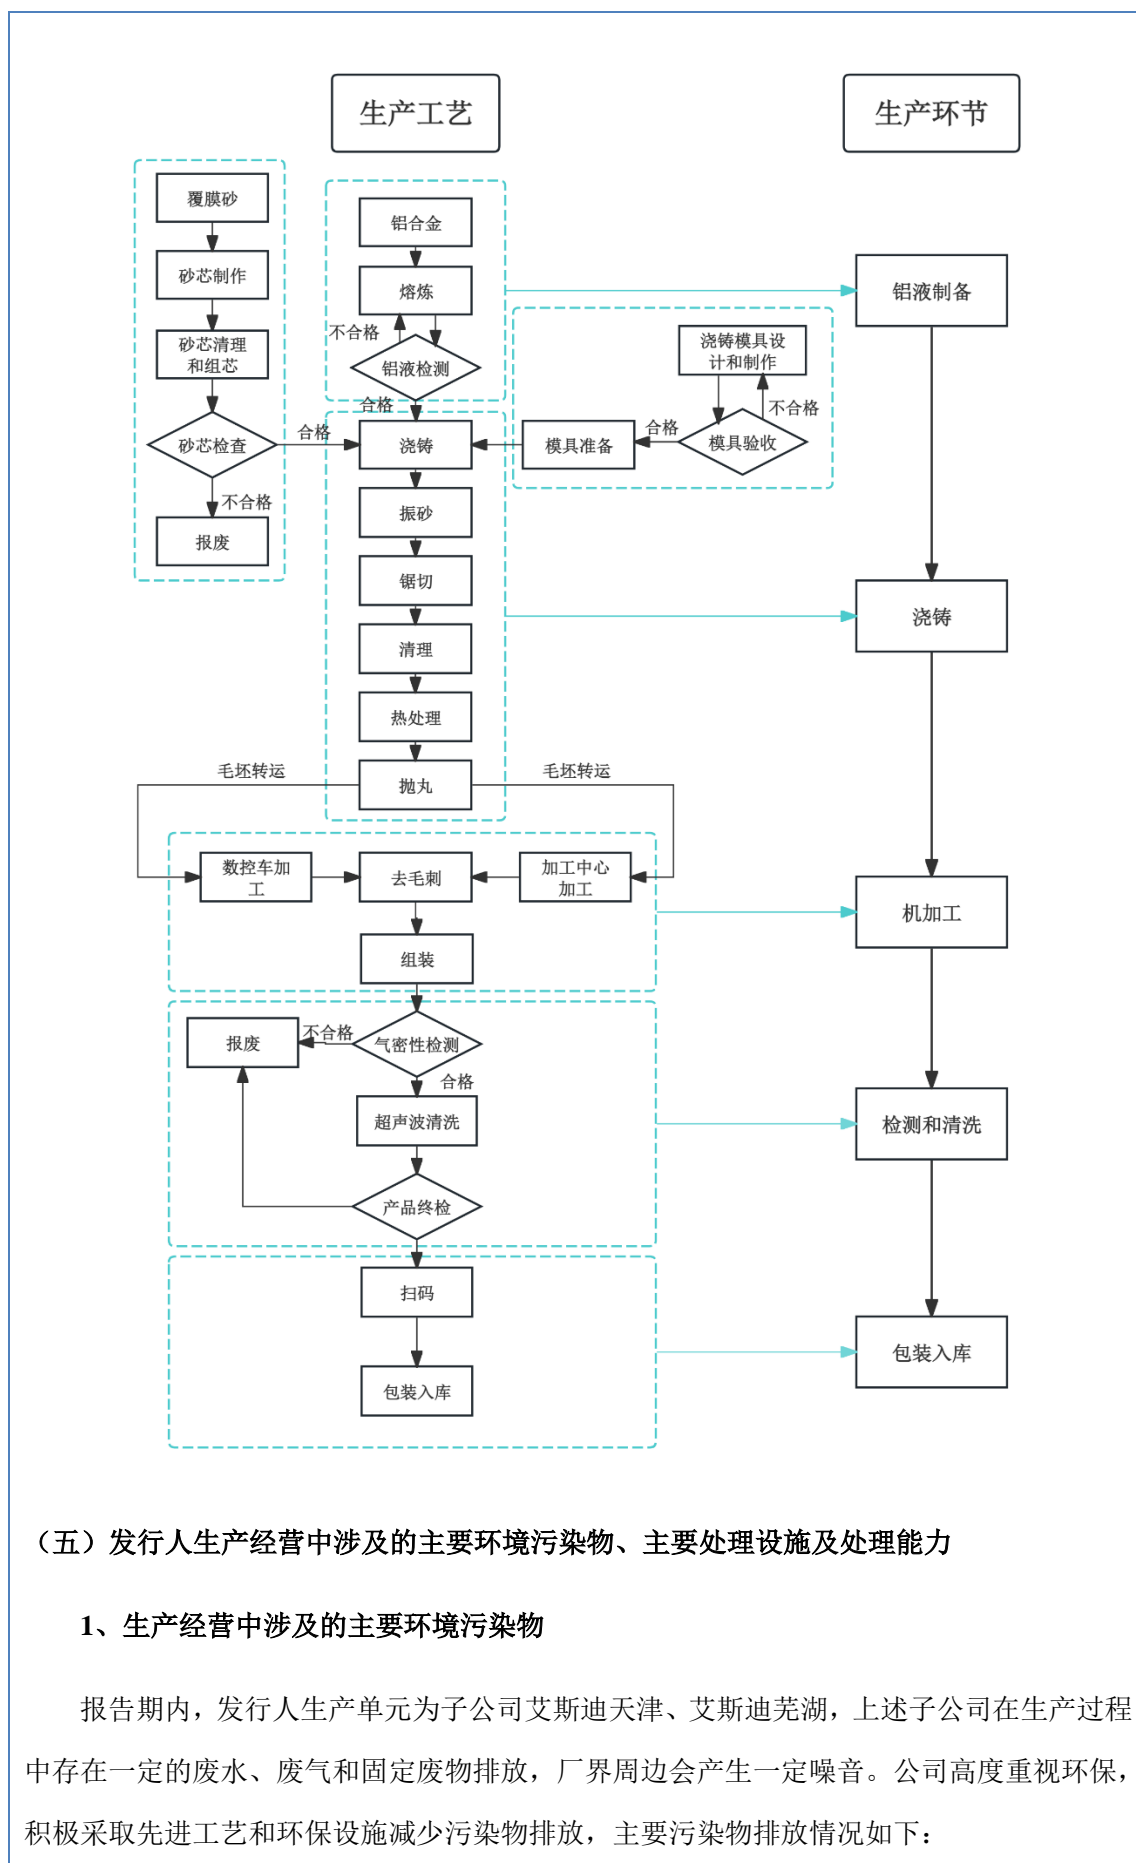 生产工艺
生产环节
覆膜砂
砂芯制作
砂芯清理
和组芯
砂芯检查
合格
不合格
报废
铝合金
熔炼
不合格
铝液检测
合格
浇铸模具设
计和制作
不合格
模具验收
合格
模具准备
浇铸
振砂
锯切
清理
热处理
抛丸
毛坯转运
毛坯转运
数控车加
工
去毛刺
加工中心
加工
组装
气密性检测
不合格
报废
合格
超声波清洗
产品终检
扫码
包装入库
铝液制备
浇铸
机加工
检测和清洗
包装入库
（五）发行人生产经营中涉及的主要环境污染物、主要处理设施及处理能力
1、生产经营中涉及的主要环境污染物
报告期内，发行人生产单元为子公司艾斯迪天津、艾斯迪芜湖，上述子公司在生产过程
中存在一定的废水、废气和固定废物排放，厂界周边会产生一定噪音。公司高度重视环保，
积极采取先进工艺和环保设施减少污染物排放，主要污染物排放情况如下：